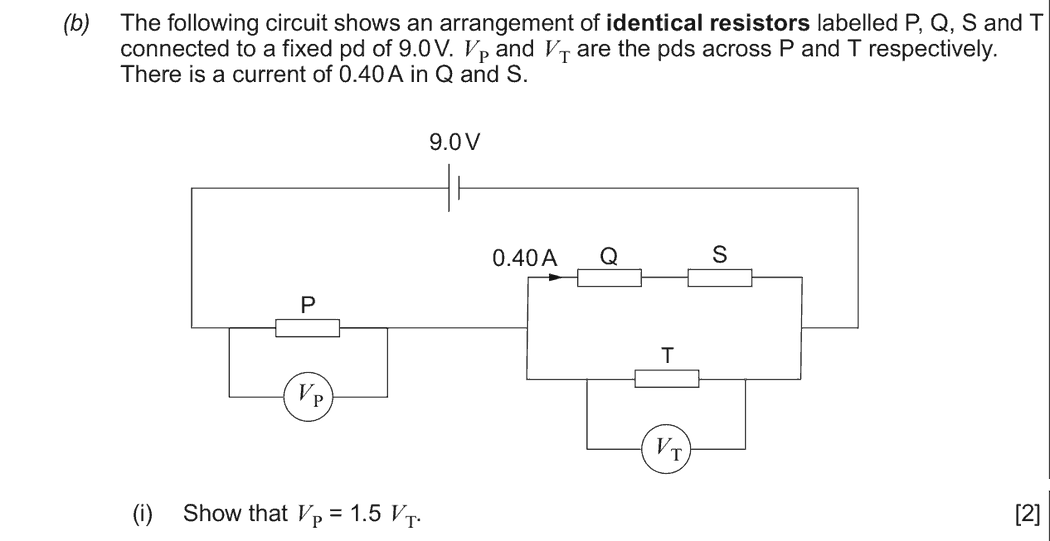 (b) The following circuit shows an arrangement of identical resistors labelled P, Q, S and T
connected to a fixed pd of 9.0 V. VP and VT are the pds across P and T respectively.
There is a current of 0.40 A in Q and S.
9.0 V
0.40 A Q S
P
T
VP
VT
(i) Show that VP = 1.5 VT. [2]